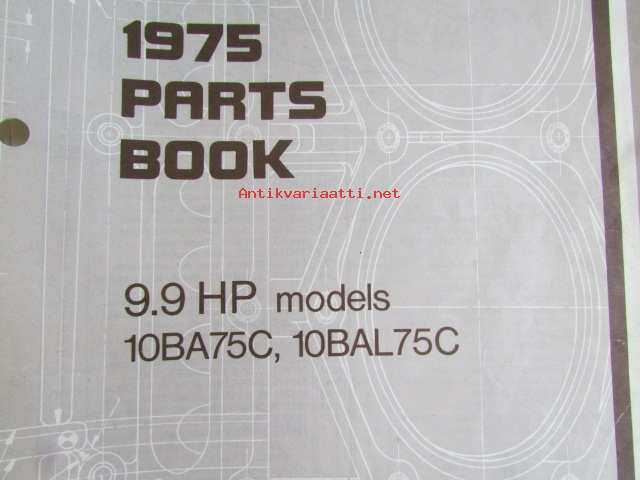 1975
PARTS
BOOK
Antikvariaatti.net
9.9 HP models
10BA75C, 10BAL75C